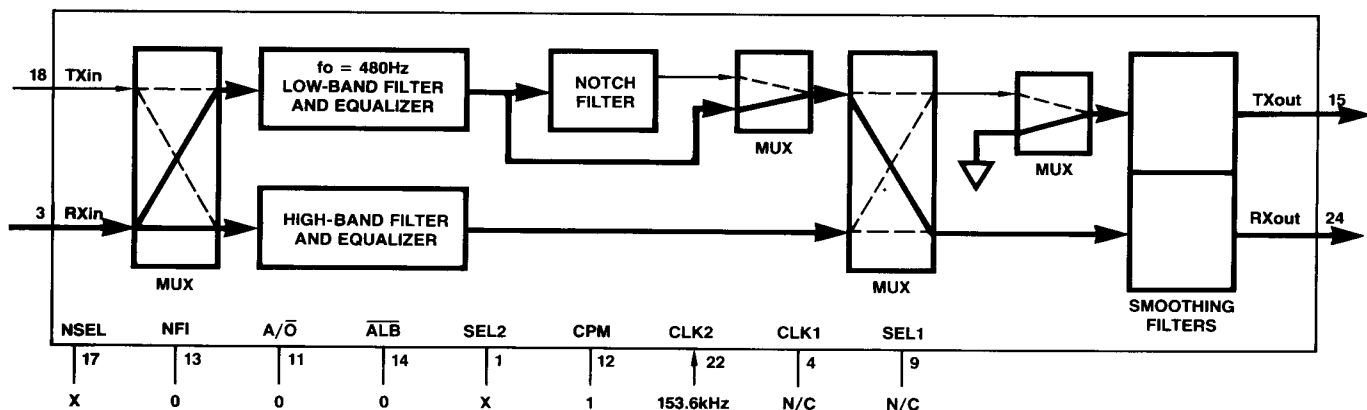 18 TXin
fo = 480Hz
LOW-BAND FILTER
AND EQUALIZER
NOTCH
FILTER
MUX
MUX
TXout 15
3 RXin
HIGH-BAND FILTER
AND EQUALIZER
RXout 24
MUX
MUX
SMOOTHING
FILTERS
NSEL NFI A/O̅ A̅L̅B̅ SEL2 CPM CLK2 CLK1 SEL1
17 13 11 14 1 12 22 4 9
X 0 0 0 X 1 153.6kHz N/C N/C